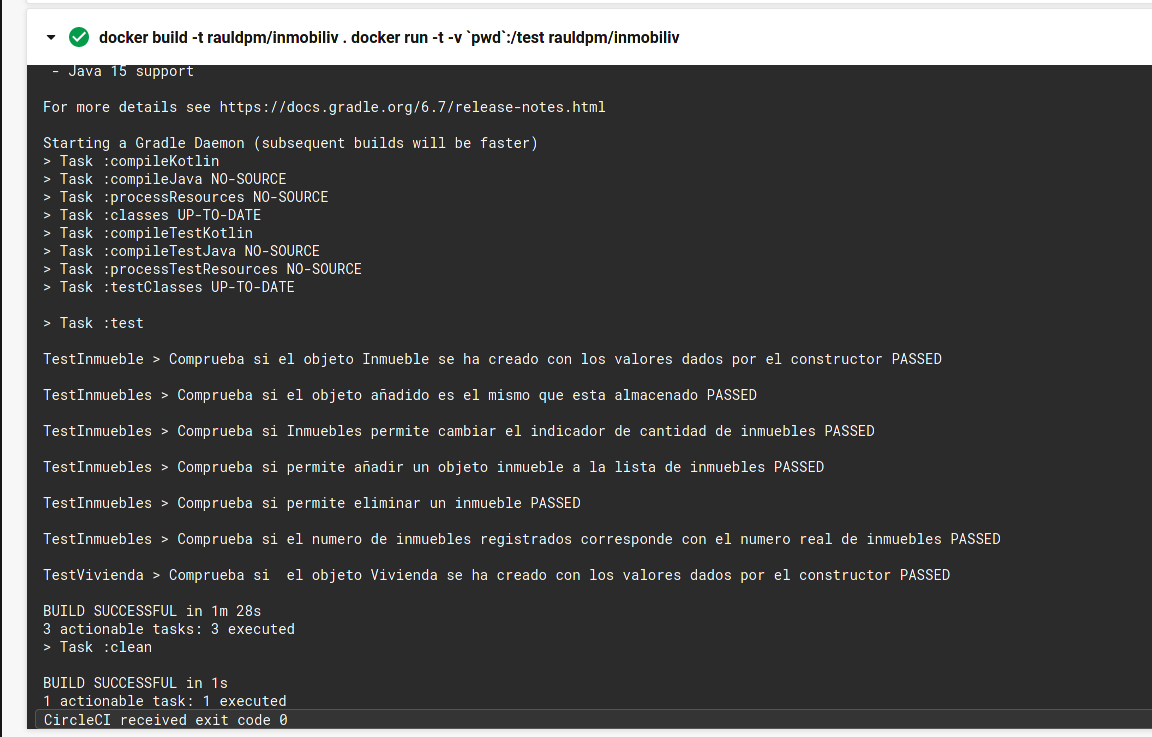 docker build -t rauldpm/inmobiliv . docker run -t -v `pwd`:/test rauldpm/inmobiliv
- Java 15 support
For more details see https://docs.gradle.org/6.7/release-notes.html
Starting a Gradle Daemon (subsequent builds will be faster)
> Task :compileKotlin
> Task :compileJava NO-SOURCE
> Task :processResources NO-SOURCE
> Task :classes UP-TO-DATE
> Task :compileTestKotlin
> Task :compileTestJava NO-SOURCE
> Task :processTestResources NO-SOURCE
> Task :testClasses UP-TO-DATE
> Task :test
TestInmueble > Comprueba si el objeto Inmueble se ha creado con los valores dados por el constructor PASSED
TestInmuebles > Comprueba si el objeto añadido es el mismo que esta almacenado PASSED
TestInmuebles > Comprueba si Inmuebles permite cambiar el indicador de cantidad de inmuebles PASSED
TestInmuebles > Comprueba si permite añadir un objeto inmueble a la lista de inmuebles PASSED
TestInmuebles > Comprueba si permite eliminar un inmueble PASSED
TestInmuebles > Comprueba si el numero de inmuebles registrados corresponde con el numero real de inmuebles PASSED
TestVivienda > Comprueba si  el objeto Vivienda se ha creado con los valores dados por el constructor PASSED
BUILD SUCCESSFUL in 1m 28s
3 actionable tasks: 3 executed
> Task :clean
BUILD SUCCESSFUL in 1s
1 actionable task: 1 executed
CircleCI received exit code 0